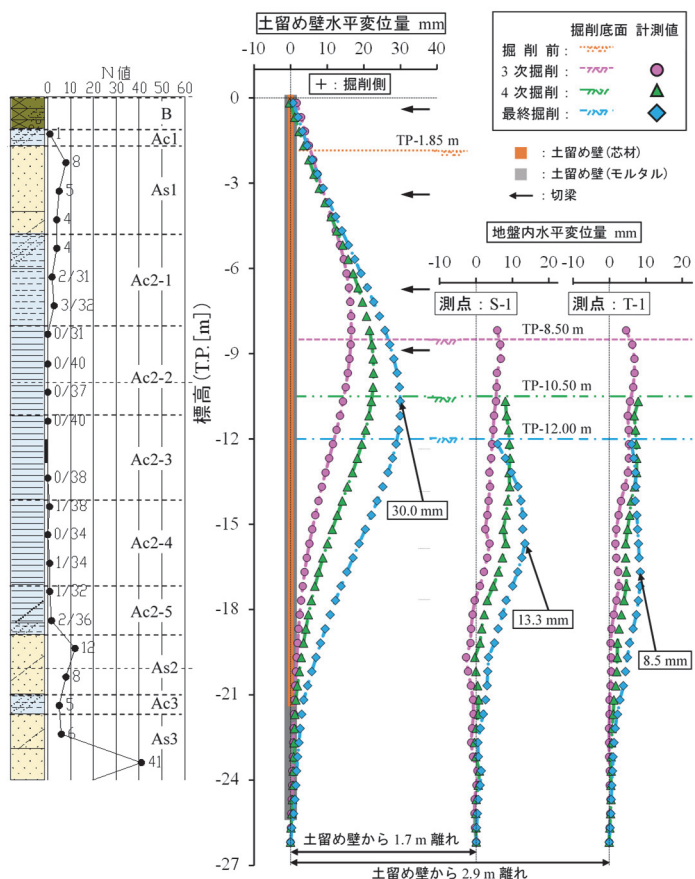 土留め壁水平変位量 mm
-10 0 10 20 30 40
＋：掘削側
掘削底面 計測値
掘 削 前：
3 次掘削：
4 次掘削：
最終掘削：
：土留め壁（芯材）
：土留め壁（モルタル）
：切梁
N値
0 10 20 30 40 50 60
B
1
Ac1
8
As1
5
4
4
2/31
Ac2-1
3/32
0/31
0/40
Ac2-2
0/37
0/40
Ac2-3
0/38
1/38
0/34
Ac2-4
1/34
1/32
Ac2-5
2/36
12
As2
8
5
Ac3
6
As3
41
標高（T.P. [m]）
0
-3
-6
-9
-12
-15
-18
-21
-24
-27
TP-1.85 m
地盤内水平変位量 mm
-10 0 10 20
-10 0 10 20
測点：S-1
測点：T-1
TP-8.50 m
TP-10.50 m
TP-12.00 m
30.0 mm
13.3 mm
8.5 mm
土留め壁から 1.7 m 離れ
土留め壁から 2.9 m 離れ